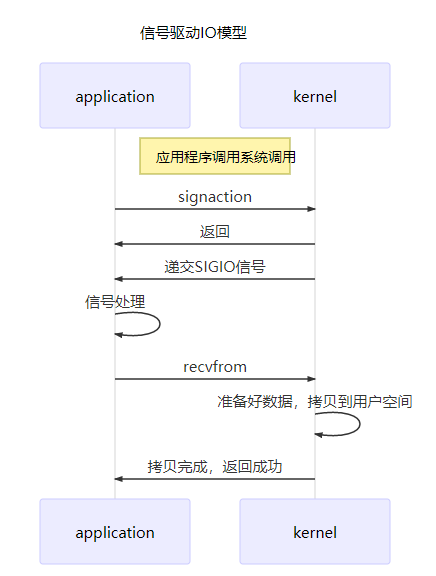 信号驱动IO模型
application
kernel
应用程序调用系统调用
signaction
返回
递交SIGIO信号
信号处理
recvfrom
准备好数据，拷贝到用户空间
拷贝完成，返回成功
application
kernel